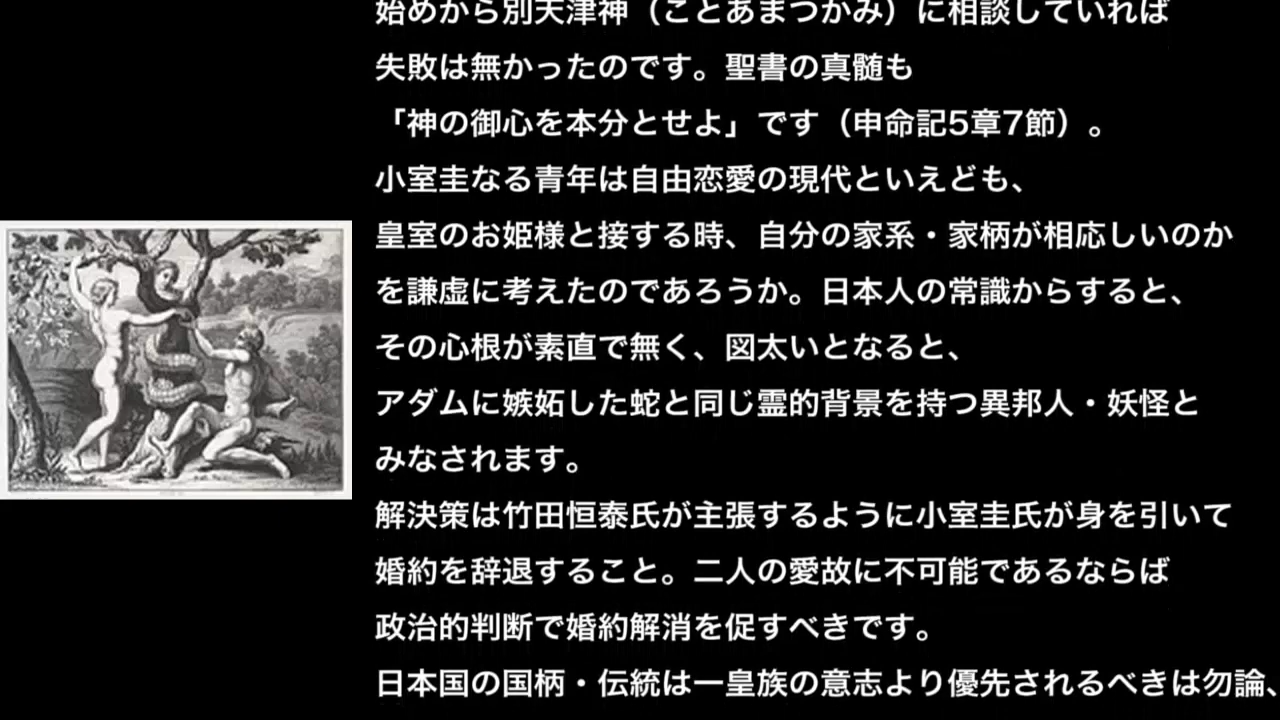 始めから別天津神（ことあまつかみ）に相談していれば
失敗は無かったのです。聖書の真髄も
「神の御心を本分とせよ」です（申命記5章7節）。
小室圭なる青年は自由恋愛の現代といえども、
皇室のお姫様と接する時、自分の家系・家柄が相応しいのか
を謙虚に考えたのであろうか。日本人の常識からすると、
その心根が素直で無く、図太いとなると、
アダムに嫉妬した蛇と同じ霊的背景を持つ異邦人・妖怪と
みなされます。
解決策は竹田恒泰氏が主張するように小室圭氏が身を引いて
婚約を辞退すること。二人の愛故に不可能であるならば
政治的判断で婚約解消を促すべきです。
日本国の国柄・伝統は一皇族の意志より優先されるべきは勿論、